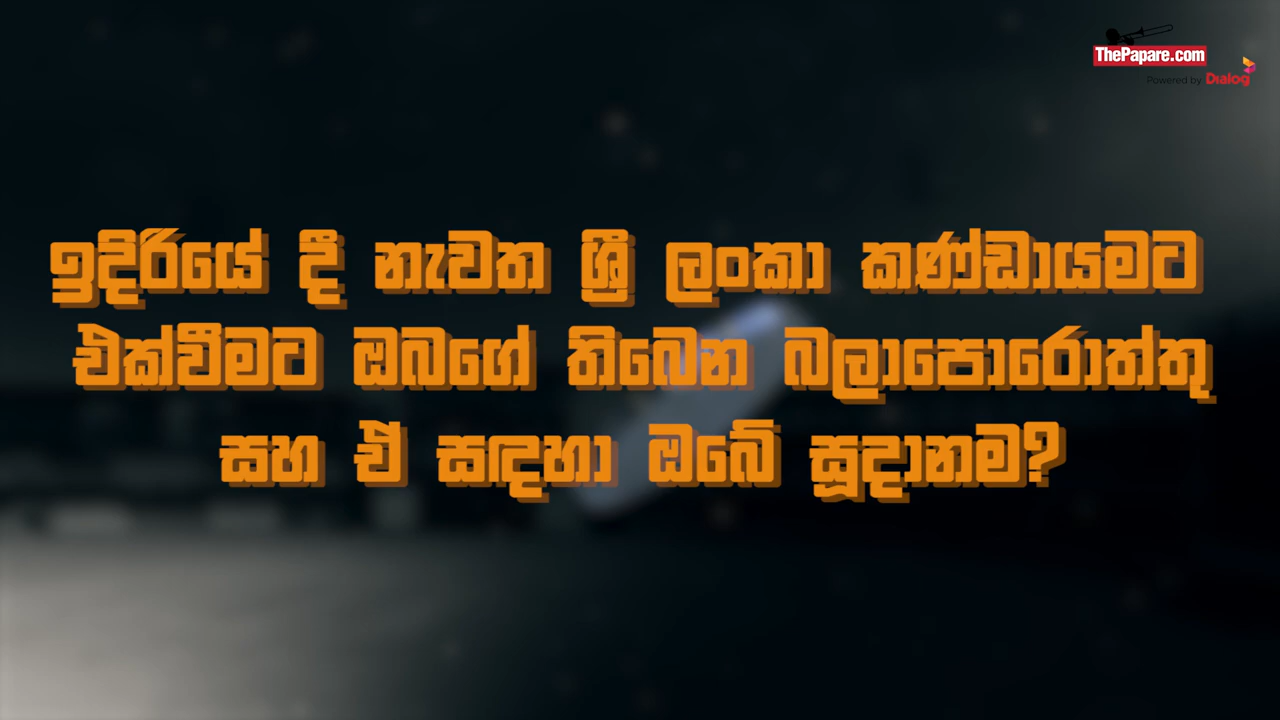 ThePapare.com
Powered by Dialog
ඉදිරියේ දී නැවත ශ්‍රී ලංකා කණ්ඩායමට
එක්වීමට ඔබගේ තිබෙන බලාපොරොත්තු
සහ ඒ සඳහා ඔබේ සූදානම?